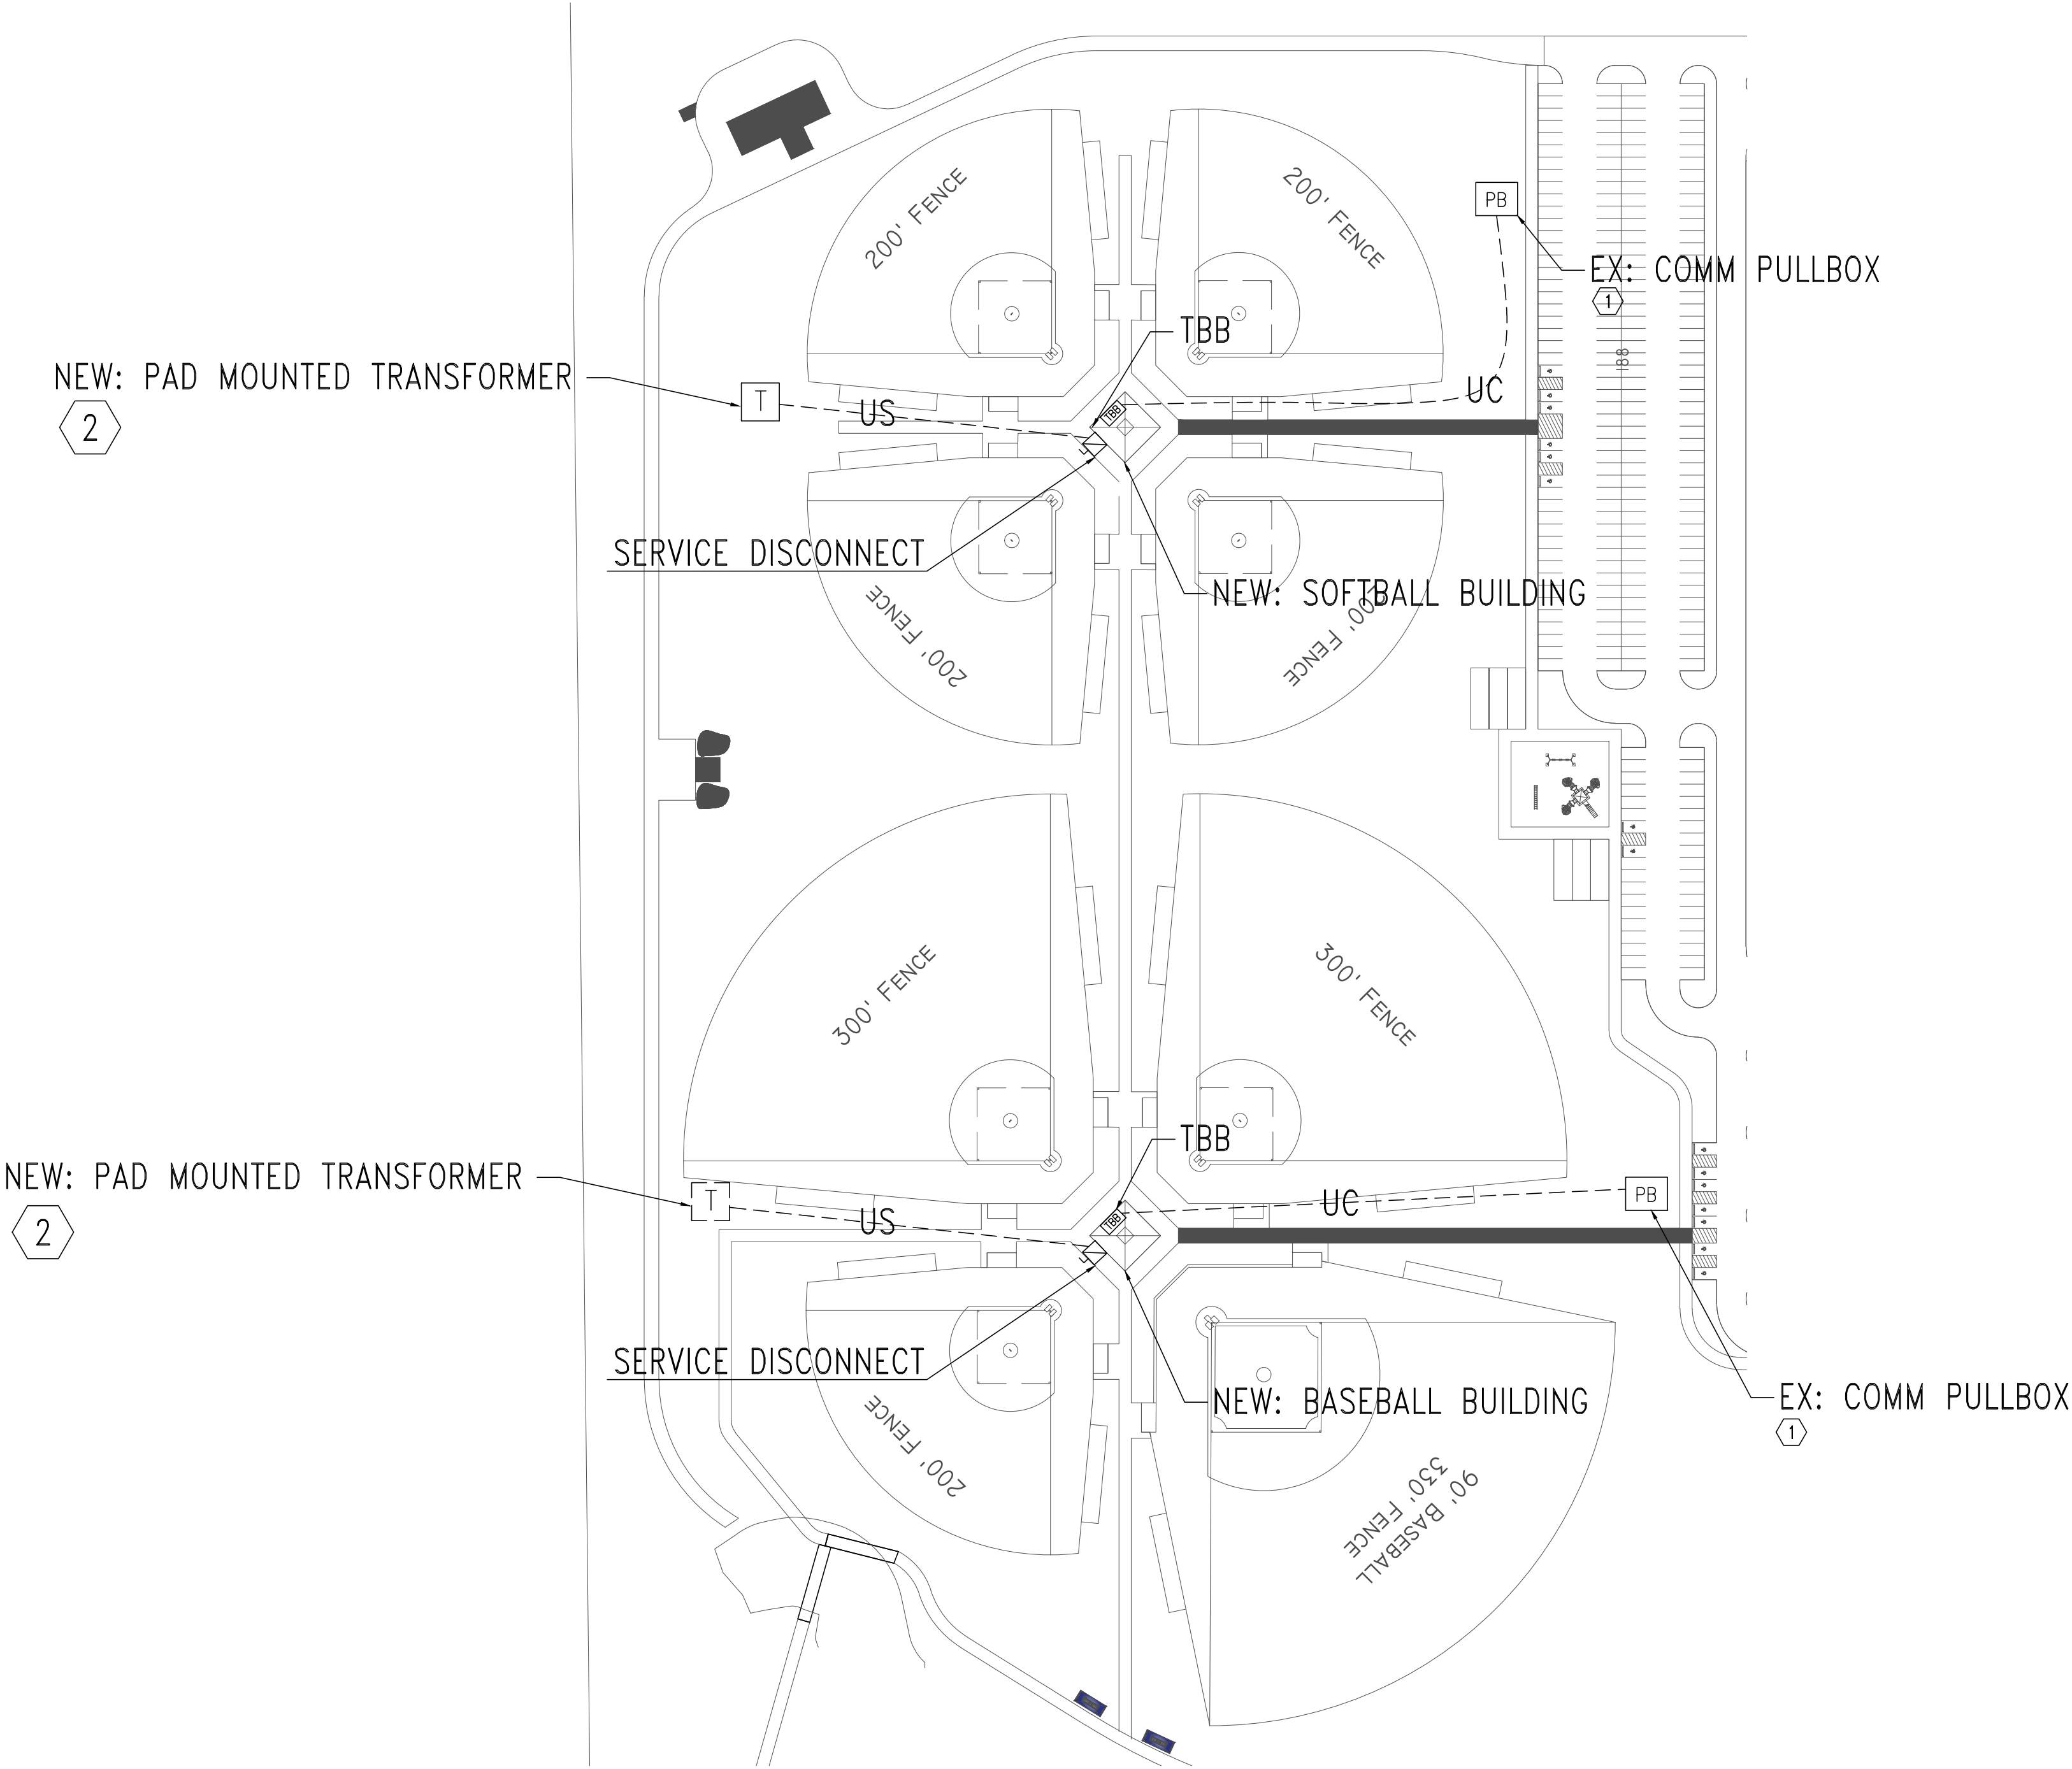 200' FENCE
200' FENCE
PB
EX: COMM PULLBOX
1
TBB
188
NEW: PAD MOUNTED TRANSFORMER
2
T
US
TBB
UC
SERVICE DISCONNECT
NEW: SOFTBALL BUILDING
200' FENCE
200' FENCE
300' FENCE
300' FENCE
TBB
NEW: PAD MOUNTED TRANSFORMER
2
T
US
TBB
UC
PB
SERVICE DISCONNECT
NEW: BASEBALL BUILDING
EX: COMM PULLBOX
1
200' FENCE
90' BASEBALL
330' FENCE